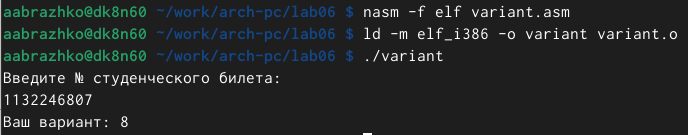 aabrazhko@dk8n60 ~/work/arch-pc/lab06 $ nasm -f elf variant.asm
aabrazhko@dk8n60 ~/work/arch-pc/lab06 $ ld -m elf_i386 -o variant variant.o
aabrazhko@dk8n60 ~/work/arch-pc/lab06 $ ./variant
Введите № студенческого билета:
1132246807
Ваш вариант: 8